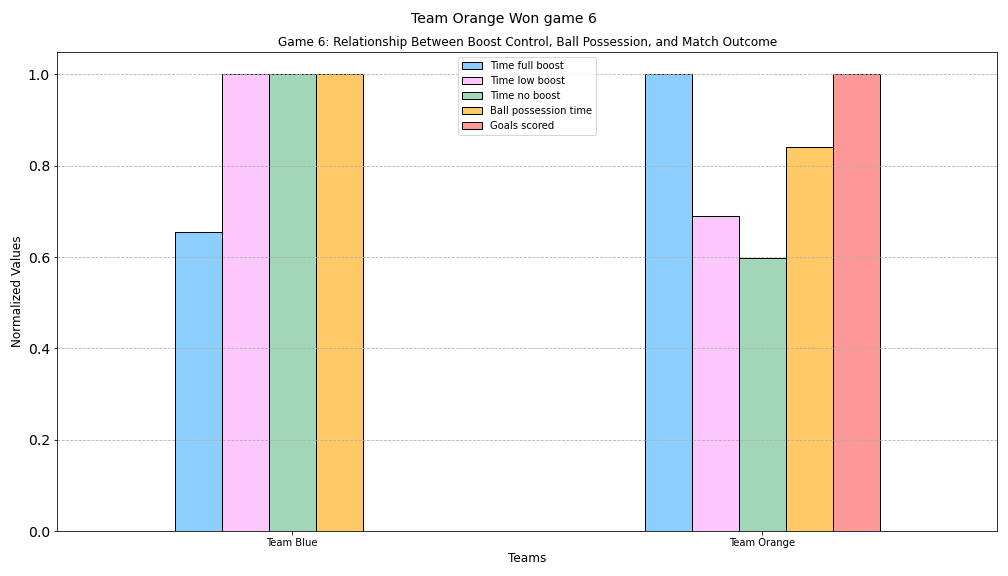 Team Orange Won game 6
Game 6: Relationship Between Boost Control, Ball Possession, and Match Outcome
Time full boost
Time low boost
Time no boost
Ball possession time
Goals scored
Normalized Values
1.0
0.8
0.6
0.4
0.2
0.0
Team Blue
Team Orange
Teams